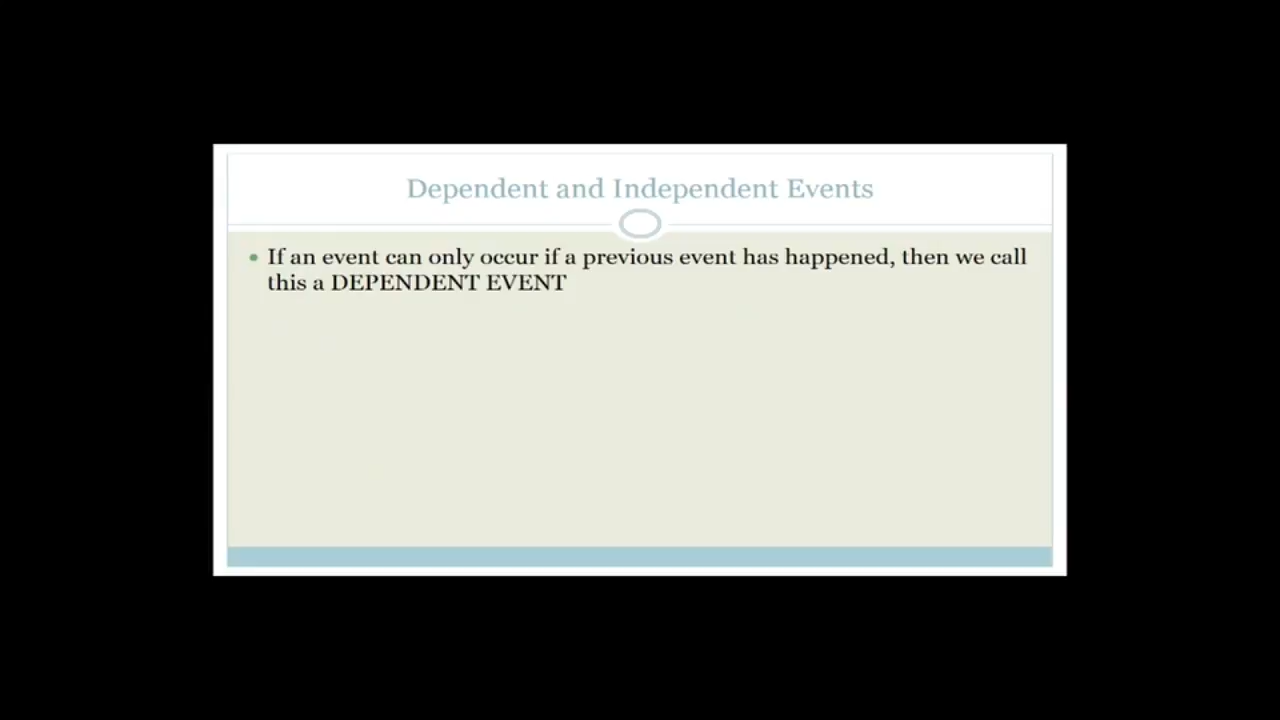 Dependent and Independent Events
• If an event can only occur if a previous event has happened, then we call
this a DEPENDENT EVENT